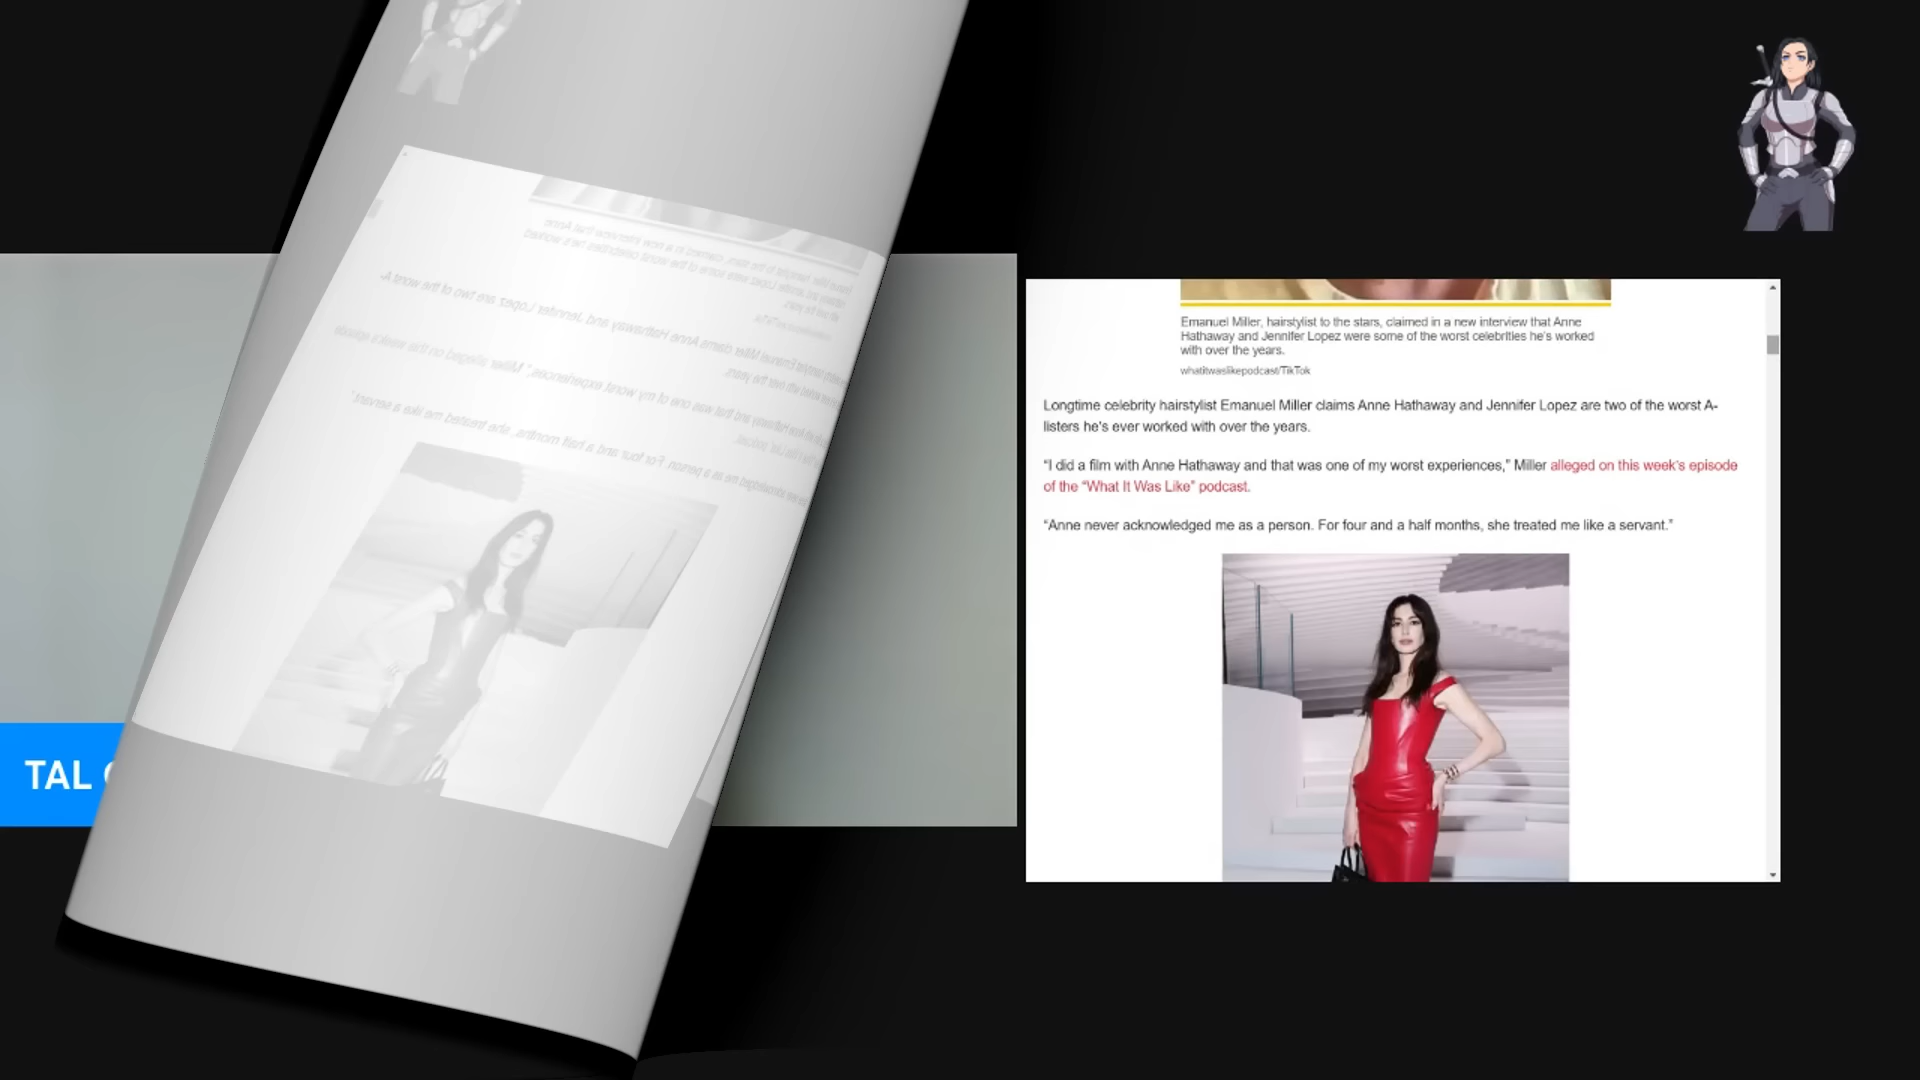 TAL
Emanuel Miller, hairstylist to the stars, claimed in a new interview that Anne
Hathaway and Jennifer Lopez were some of the worst celebrities he's worked
with over the years.
whatitwaslikepodcast/TikTok
Longtime celebrity hairstylist Emanuel Miller claims Anne Hathaway and Jennifer Lopez are two of the worst A-
listers he's ever worked with over the years.
“I did a film with Anne Hathaway and that was one of my worst experiences,” Miller alleged on this week's episode
of the “What It Was Like” podcast.
“Anne never acknowledged me as a person. For four and a half months, she treated me like a servant.”